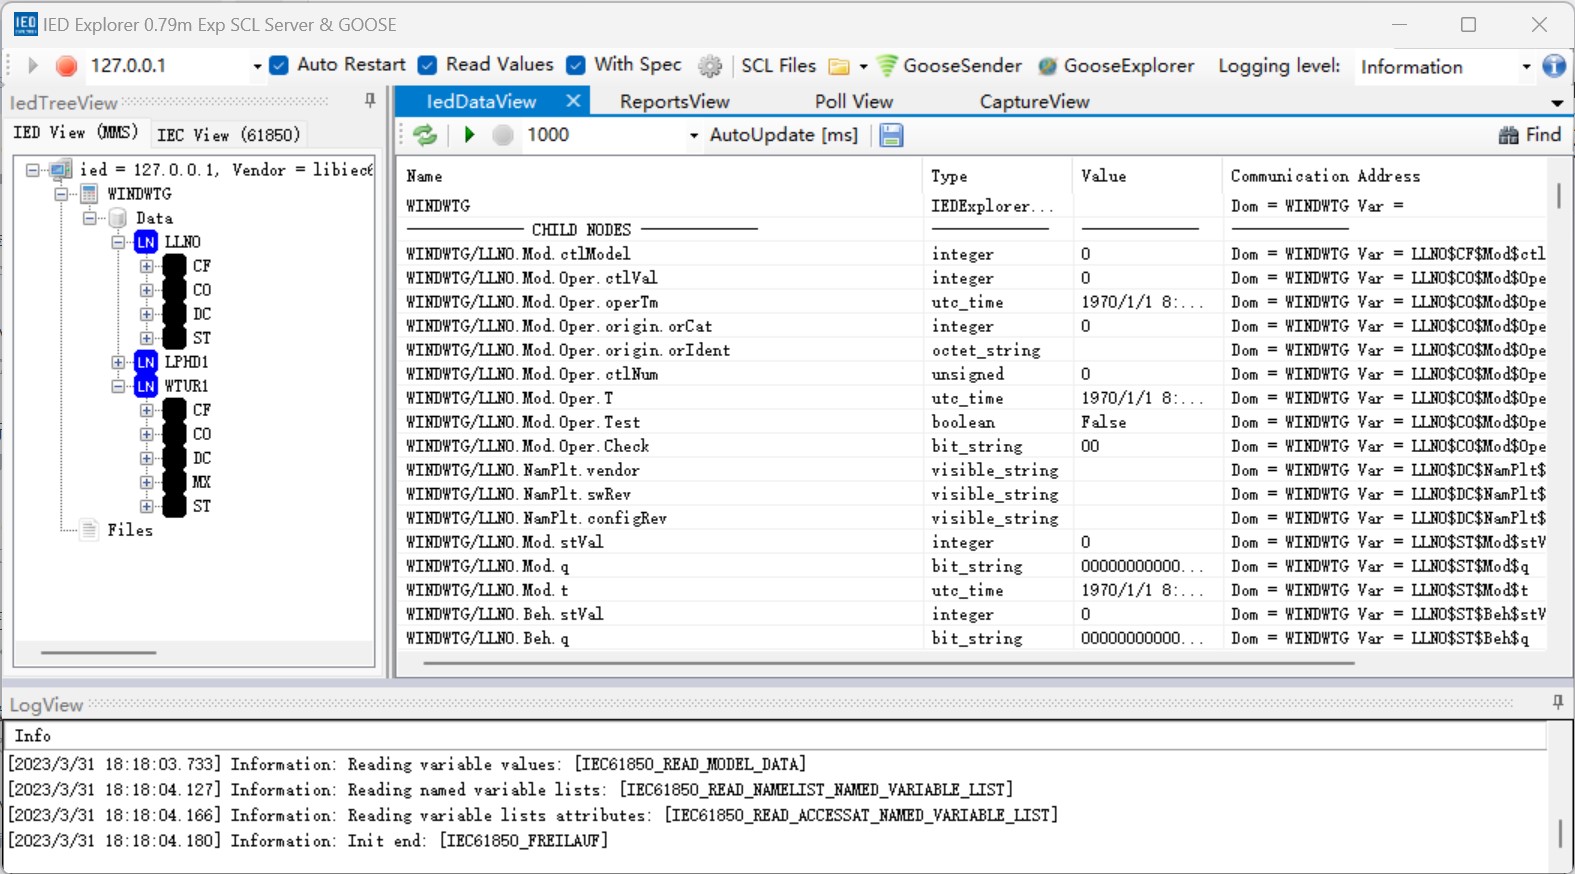 IED Explorer 0.79m Exp SCL Server & GOOSE
127.0.0.1 Auto Restart Read Values With Spec SCL Files GooseSender GooseExplorer Logging level: Information
IedTreeView
IED View (MMS) IEC View (61850)
ied = 127.0.0.1, Vendor = libiec6
WINDWTG
Data
LN LLN0
CF
CO
DC
ST
LN LPHD1
LN WTUR1
CF
CO
DC
MX
ST
Files
IedDataView ReportsView Poll View CaptureView
1000 AutoUpdate [ms] Find
Name Type Value Communication Address
WINDWTG IEDExplorer... Dom = WINDWTG Var =
CHILD NODES
WINDWTG/LLN0.Mod.ctlModel integer 0 Dom = WINDWTG Var = LLN0$CF$Mod$ctl
WINDWTG/LLN0.Mod.Oper.ctlVal integer 0 Dom = WINDWTG Var = LLN0$CO$Mod$Ope
WINDWTG/LLN0.Mod.Oper.operTm utc_time 1970/1/1 8:... Dom = WINDWTG Var = LLN0$CO$Mod$Ope
WINDWTG/LLN0.Mod.Oper.origin.orCat integer 0 Dom = WINDWTG Var = LLN0$CO$Mod$Ope
WINDWTG/LLN0.Mod.Oper.origin.orIdent octet_string Dom = WINDWTG Var = LLN0$CO$Mod$Ope
WINDWTG/LLN0.Mod.Oper.ctlNum unsigned 0 Dom = WINDWTG Var = LLN0$CO$Mod$Ope
WINDWTG/LLN0.Mod.Oper.T utc_time 1970/1/1 8:... Dom = WINDWTG Var = LLN0$CO$Mod$Ope
WINDWTG/LLN0.Mod.Oper.Test boolean False Dom = WINDWTG Var = LLN0$CO$Mod$Ope
WINDWTG/LLN0.Mod.Oper.Check bit_string 00 Dom = WINDWTG Var = LLN0$CO$Mod$Ope
WINDWTG/LLN0.NamPlt.vendor visible_string Dom = WINDWTG Var = LLN0$DC$NamPlt$
WINDWTG/LLN0.NamPlt.swRev visible_string Dom = WINDWTG Var = LLN0$DC$NamPlt$
WINDWTG/LLN0.NamPlt.configRev visible_string Dom = WINDWTG Var = LLN0$DC$NamPlt$
WINDWTG/LLN0.Mod.stVal integer 0 Dom = WINDWTG Var = LLN0$ST$Mod$stV
WINDWTG/LLN0.Mod.q bit_string 00000000000... Dom = WINDWTG Var = LLN0$ST$Mod$q
WINDWTG/LLN0.Mod.t utc_time 1970/1/1 8:... Dom = WINDWTG Var = LLN0$ST$Mod$t
WINDWTG/LLN0.Beh.stVal integer 0 Dom = WINDWTG Var = LLN0$ST$Beh$stV
WINDWTG/LLN0.Beh.q bit_string 00000000000... Dom = WINDWTG Var = LLN0$ST$Beh$q
LogView
Info
[2023/3/31 18:18:03.733] Information: Reading variable values: [IEC61850_READ_MODEL_DATA]
[2023/3/31 18:18:04.127] Information: Reading named variable lists: [IEC61850_READ_NAMELIST_NAMED_VARIABLE_LIST]
[2023/3/31 18:18:04.166] Information: Reading variable lists attributes: [IEC61850_READ_ACCESSAT_NAMED_VARIABLE_LIST]
[2023/3/31 18:18:04.180] Information: Init end: [IEC61850_FREILAUF]